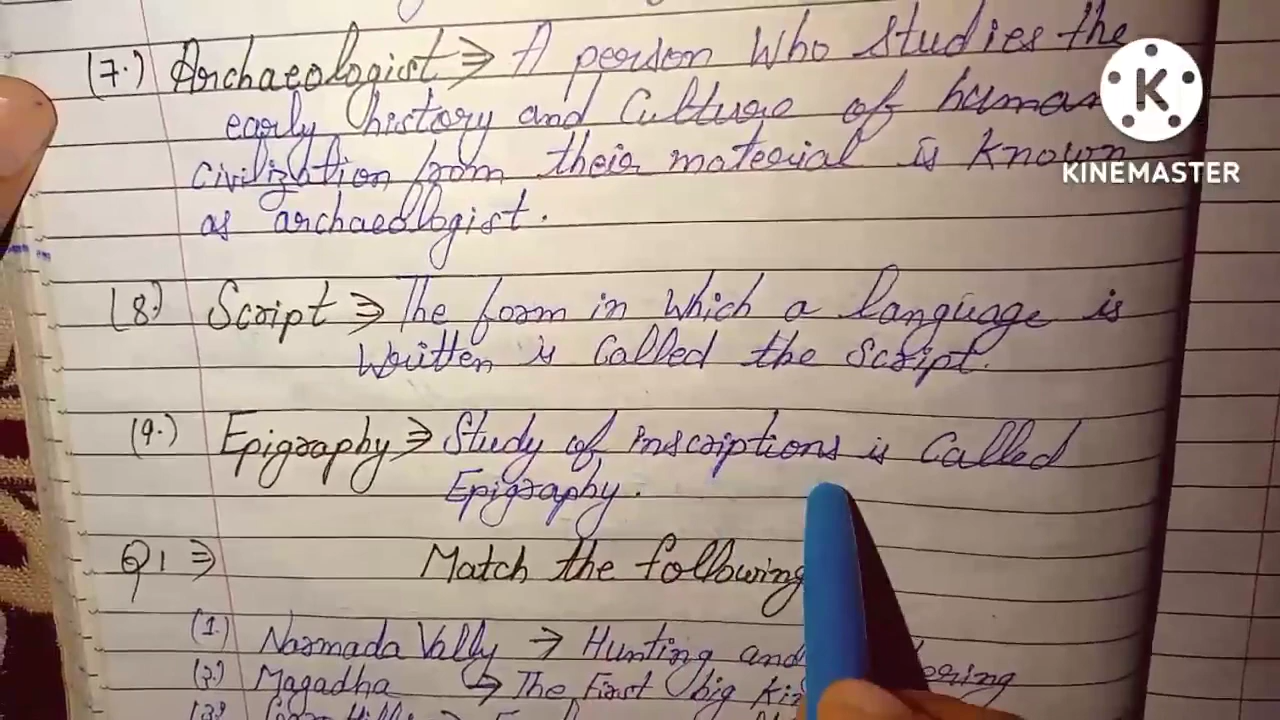 (7.) Archaeologist ⇒ A person Who studies the
early history and Culture of human
civilization from their material is known
as archaeologist.
K
KINEMASTER
(8.) Script ⇒ The form in which a language is
Written is Called the Script.
(9.) Epigraphy ⇒ Study of inscriptions is Called
Epigraphy.
Q1 ⇒ Match the following
(1.) Narmada Vally → Hunting and
(2.) Magadha → The First big